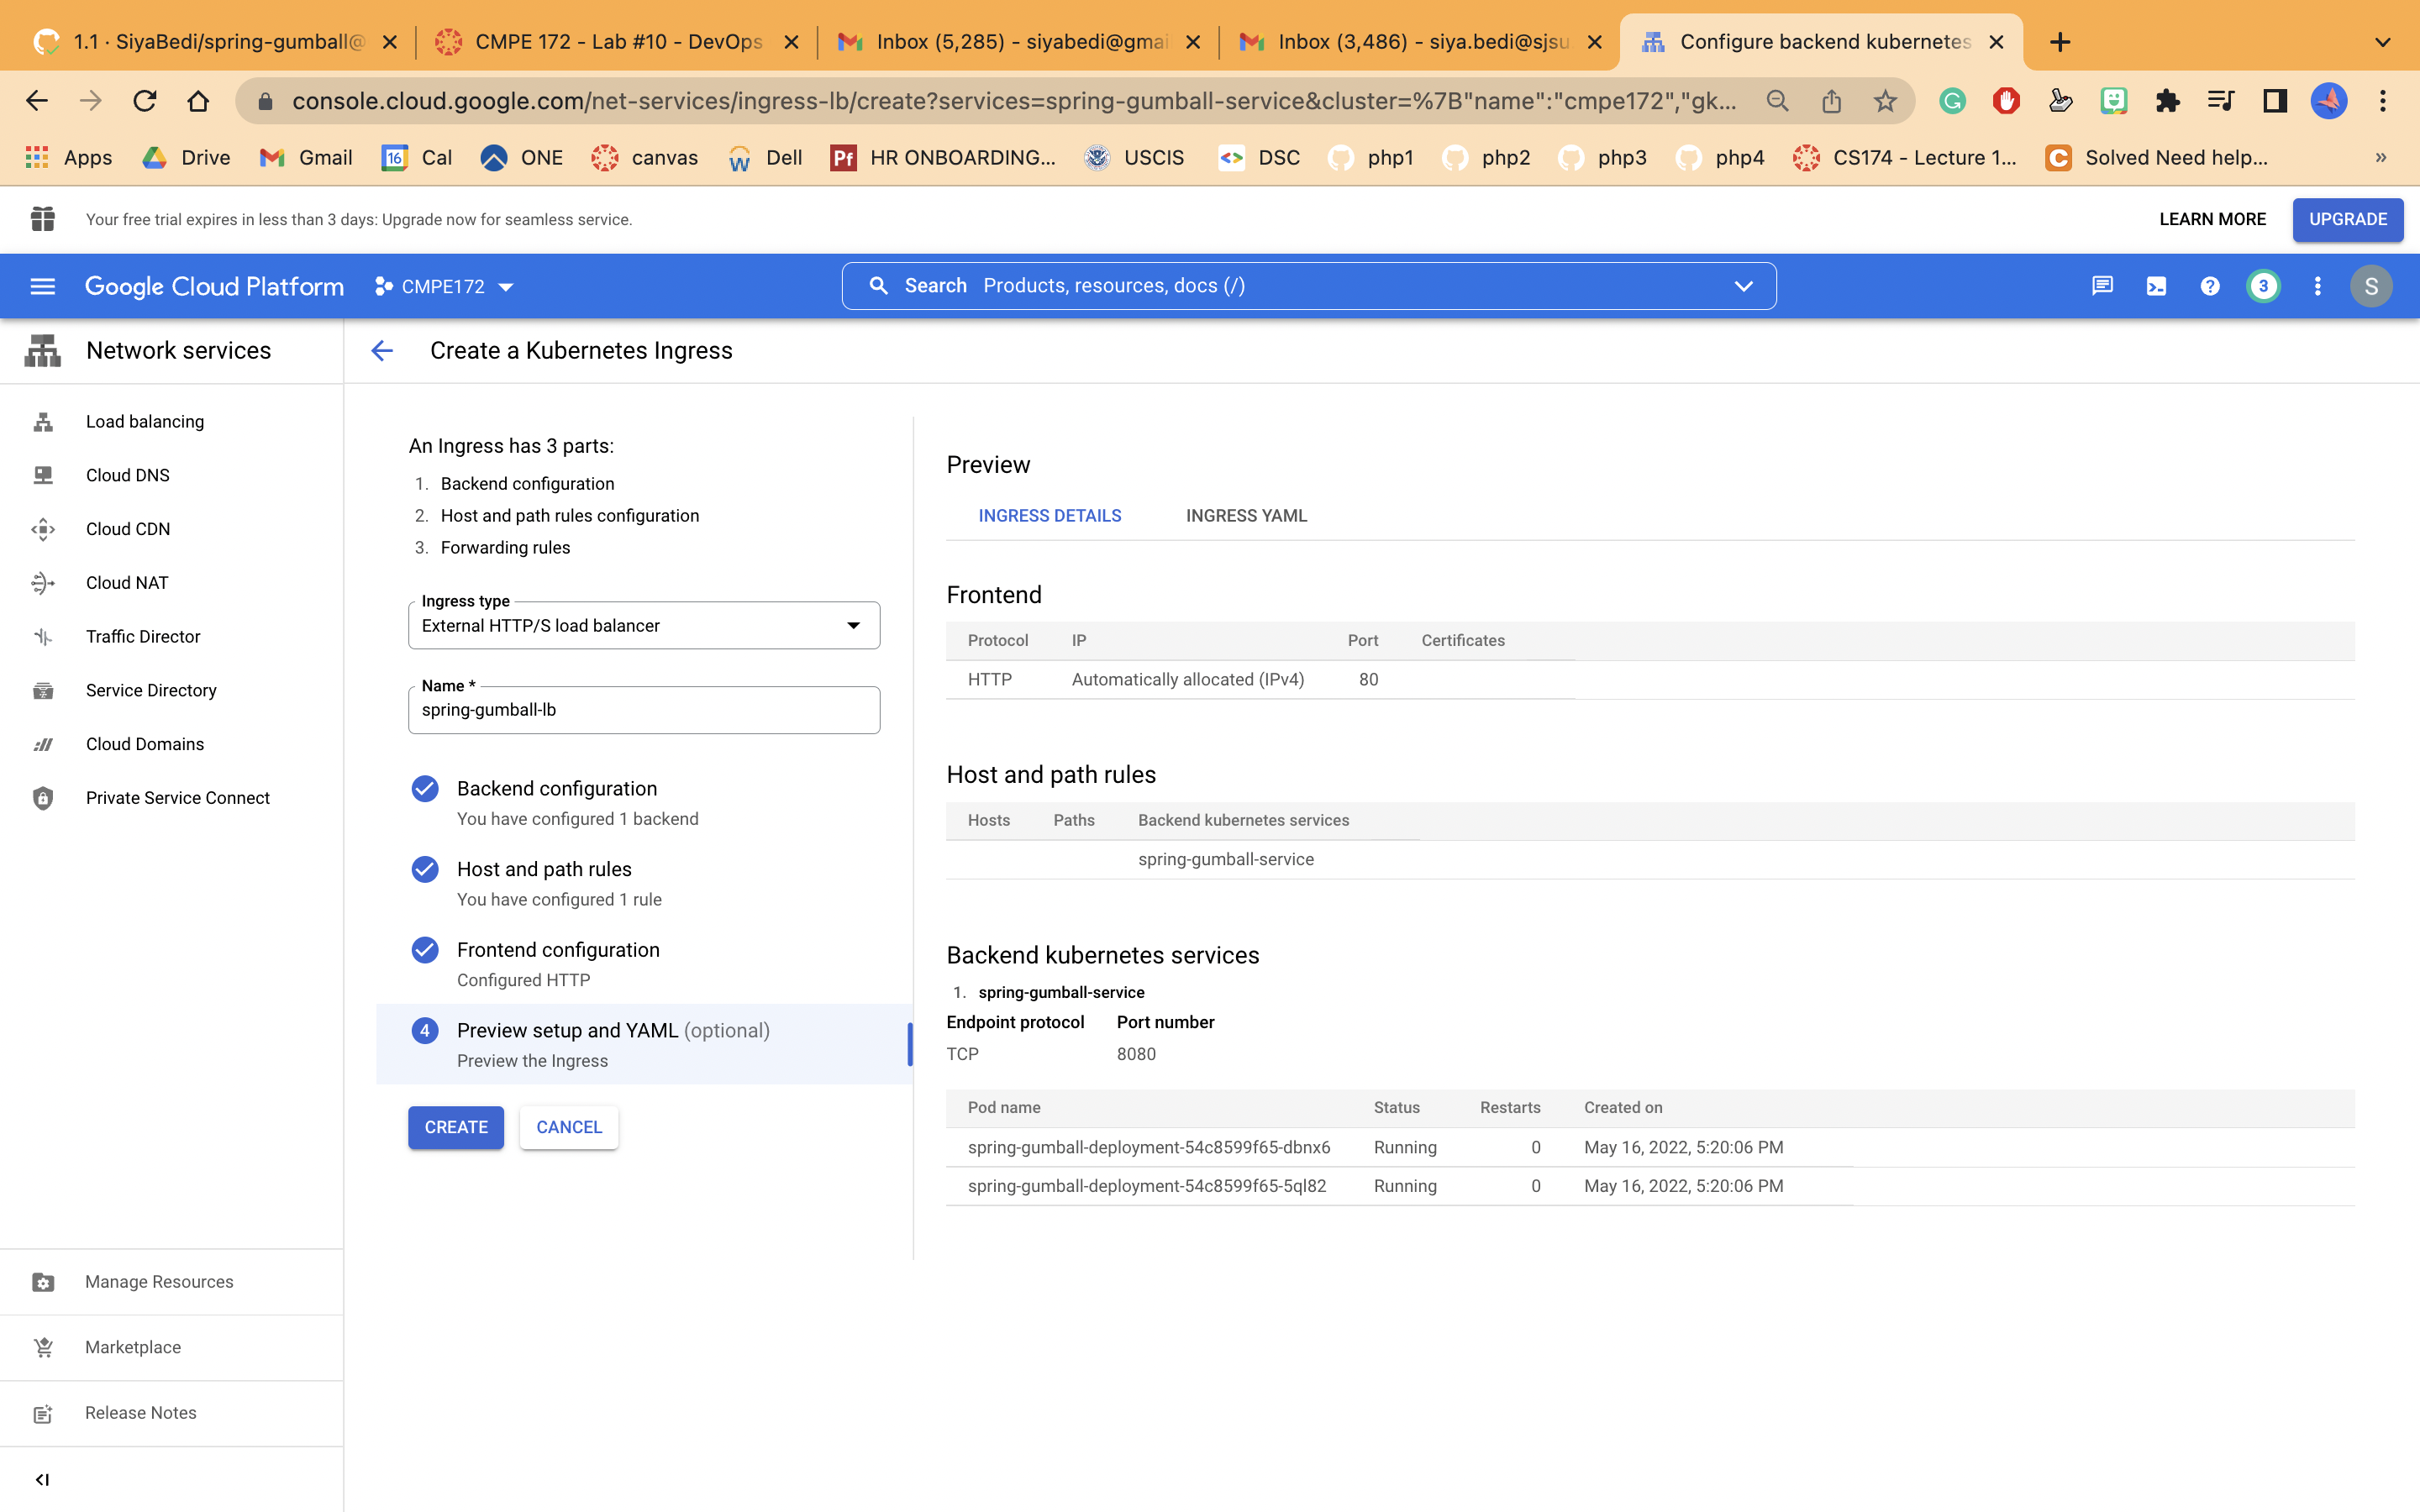 1.1 · SiyaBedi/spring-gumball@
CMPE 172 - Lab #10 - DevOps
Inbox (5,285) - siyabedi@gmai
Inbox (3,486) - siya.bedi@sjsu
Configure backend kubernetes
console.cloud.google.com/net-services/ingress-lb/create?services=spring-gumball-service&cluster=%7B"name":"cmpe172","gk...
Apps
Drive
Gmail
16
Cal
ONE
canvas
Dell
Pf
HR ONBOARDING...
USCIS
DSC
php1
php2
php3
php4
CS174 - Lecture 1...
C
Solved Need help...
»
Your free trial expires in less than 3 days: Upgrade now for seamless service.
LEARN MORE
UPGRADE
Google Cloud Platform
CMPE172
Search Products, resources, docs (/)
3
S
Network services
Create a Kubernetes Ingress
Load balancing
Cloud DNS
Cloud CDN
Cloud NAT
Traffic Director
Service Directory
Cloud Domains
Private Service Connect
Manage Resources
Marketplace
Release Notes
An Ingress has 3 parts:
1. Backend configuration
2. Host and path rules configuration
3. Forwarding rules
Ingress type
External HTTP/S load balancer
Name *
spring-gumball-lb
Backend configuration
You have configured 1 backend
Host and path rules
You have configured 1 rule
Frontend configuration
Configured HTTP
4 Preview setup and YAML (optional)
Preview the Ingress
CREATE
CANCEL
Preview
INGRESS DETAILS
INGRESS YAML
Frontend
Protocol IP Port Certificates
HTTP Automatically allocated (IPv4) 80
Host and path rules
Hosts Paths Backend kubernetes services
spring-gumball-service
Backend kubernetes services
1. spring-gumball-service
Endpoint protocol Port number
TCP 8080
Pod name Status Restarts Created on
spring-gumball-deployment-54c8599f65-dbnx6 Running 0 May 16, 2022, 5:20:06 PM
spring-gumball-deployment-54c8599f65-5ql82 Running 0 May 16, 2022, 5:20:06 PM